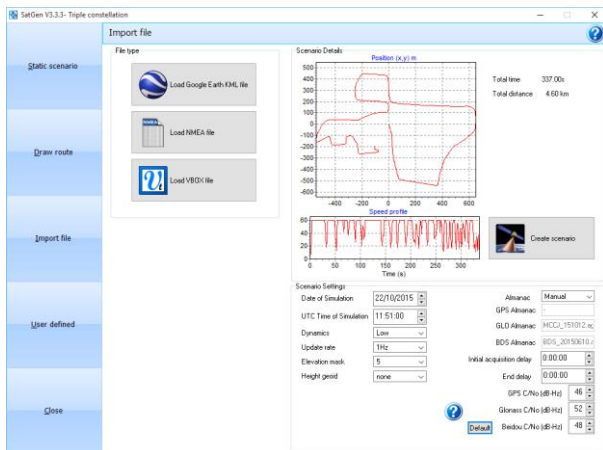 SatGen V3.3.3- Triple constellation
Import file
Static scenario
Draw route
Import file
User defined
Close
File type
Load Google Earth KML file
Load NMEA file
Load VBOX file
Scenario Details
Position (x,y) m
500
400
300
200
100
0
-100
-200
-300
-400
-500
-600
-400 -200 0 200 400 600
Total time 337.00s
Total distance 4.60 km
Speed profile
60
40
20
0
0 50 100 150 200 250 300
Time (s)
Create scenario
Scenario Settings
Date of Simulation 22/10/2015
UTC Time of Simulation 11:51:00
Dynamics Low
Update rate 1Hz
Elevation mask 5
Height geoid none
Almanac Manual
GPS Almanac -
GLO Almanac MCCJ_151012.ag
BDS Almanac BDS_20150610.
Initial acquisition delay 0:00:00
End delay 0:00:00
GPS C/No (dB-Hz) 46
Glonass C/No (dB-Hz) 52
Default Beidou C/No (dB-Hz) 48